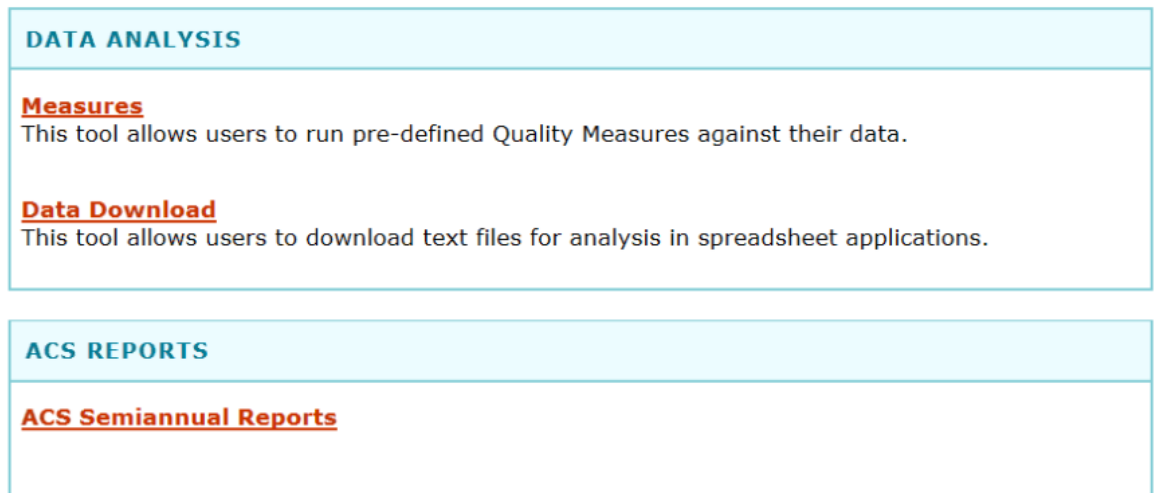 DATA ANALYSIS
Measures
This tool allows users to run pre-defined Quality Measures against their data.
Data Download
This tool allows users to download text files for analysis in spreadsheet applications.
ACS REPORTS
ACS Semiannual Reports